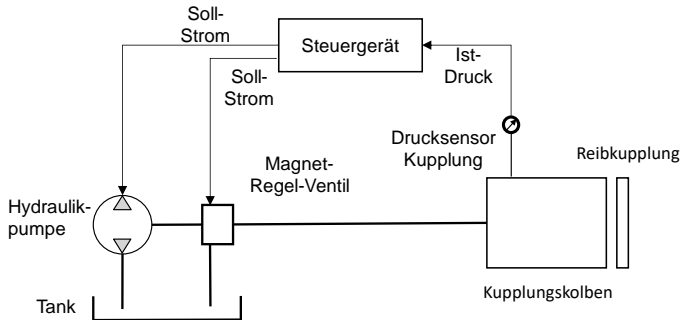 Soll-
Strom
Steuergerät
Soll-
Strom
Ist-
Druck
Drucksensor
Kupplung
Reibkupplung
Magnet-
Regel-Ventil
Hydraulik-
pumpe
Kupplungskolben
Tank